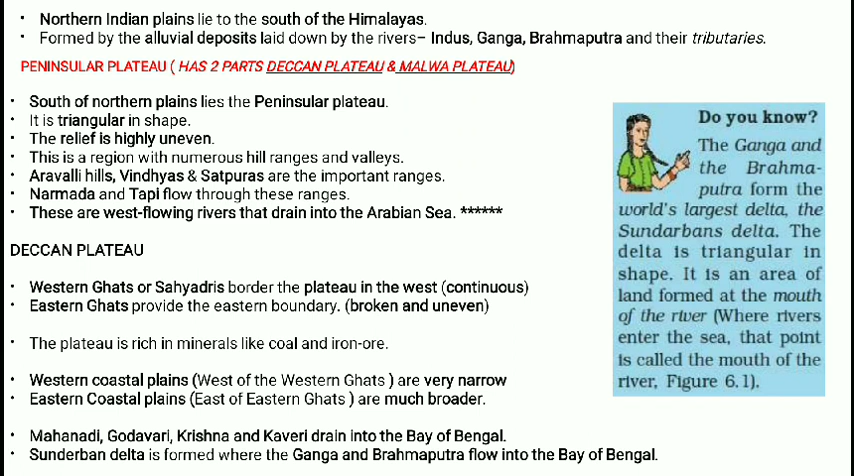 • Northern Indian plains lie to the south of the Himalayas.
• Formed by the alluvial deposits laid down by the rivers– Indus, Ganga, Brahmaputra and their tributaries.
PENINSULAR PLATEAU ( HAS 2 PARTS DECCAN PLATEAU & MALWA PLATEAU)
• South of northern plains lies the Peninsular plateau.
• It is triangular in shape.
• The relief is highly uneven.
• This is a region with numerous hill ranges and valleys.
• Aravalli hills, Vindhyas & Satpuras are the important ranges.
• Narmada and Tapi flow through these ranges.
• These are west-flowing rivers that drain into the Arabian Sea. ******
DECCAN PLATEAU
• Western Ghats or Sahyadris border the plateau in the west (continuous)
• Eastern Ghats provide the eastern boundary. (broken and uneven)
• The plateau is rich in minerals like coal and iron-ore.
• Western coastal plains (West of the Western Ghats ) are very narrow
• Eastern Coastal plains (East of Eastern Ghats ) are much broader.
• Mahanadi, Godavari, Krishna and Kaveri drain into the Bay of Bengal.
• Sunderban delta is formed where the Ganga and Brahmaputra flow into the Bay of Bengal.
Do you know?
The Ganga and
the Brahma-
putra form the
world's largest delta, the
Sundarbans delta. The
delta is triangular in
shape. It is an area of
land formed at the mouth
of the river (Where rivers
enter the sea, that point
is called the mouth of the
river, Figure 6.1).